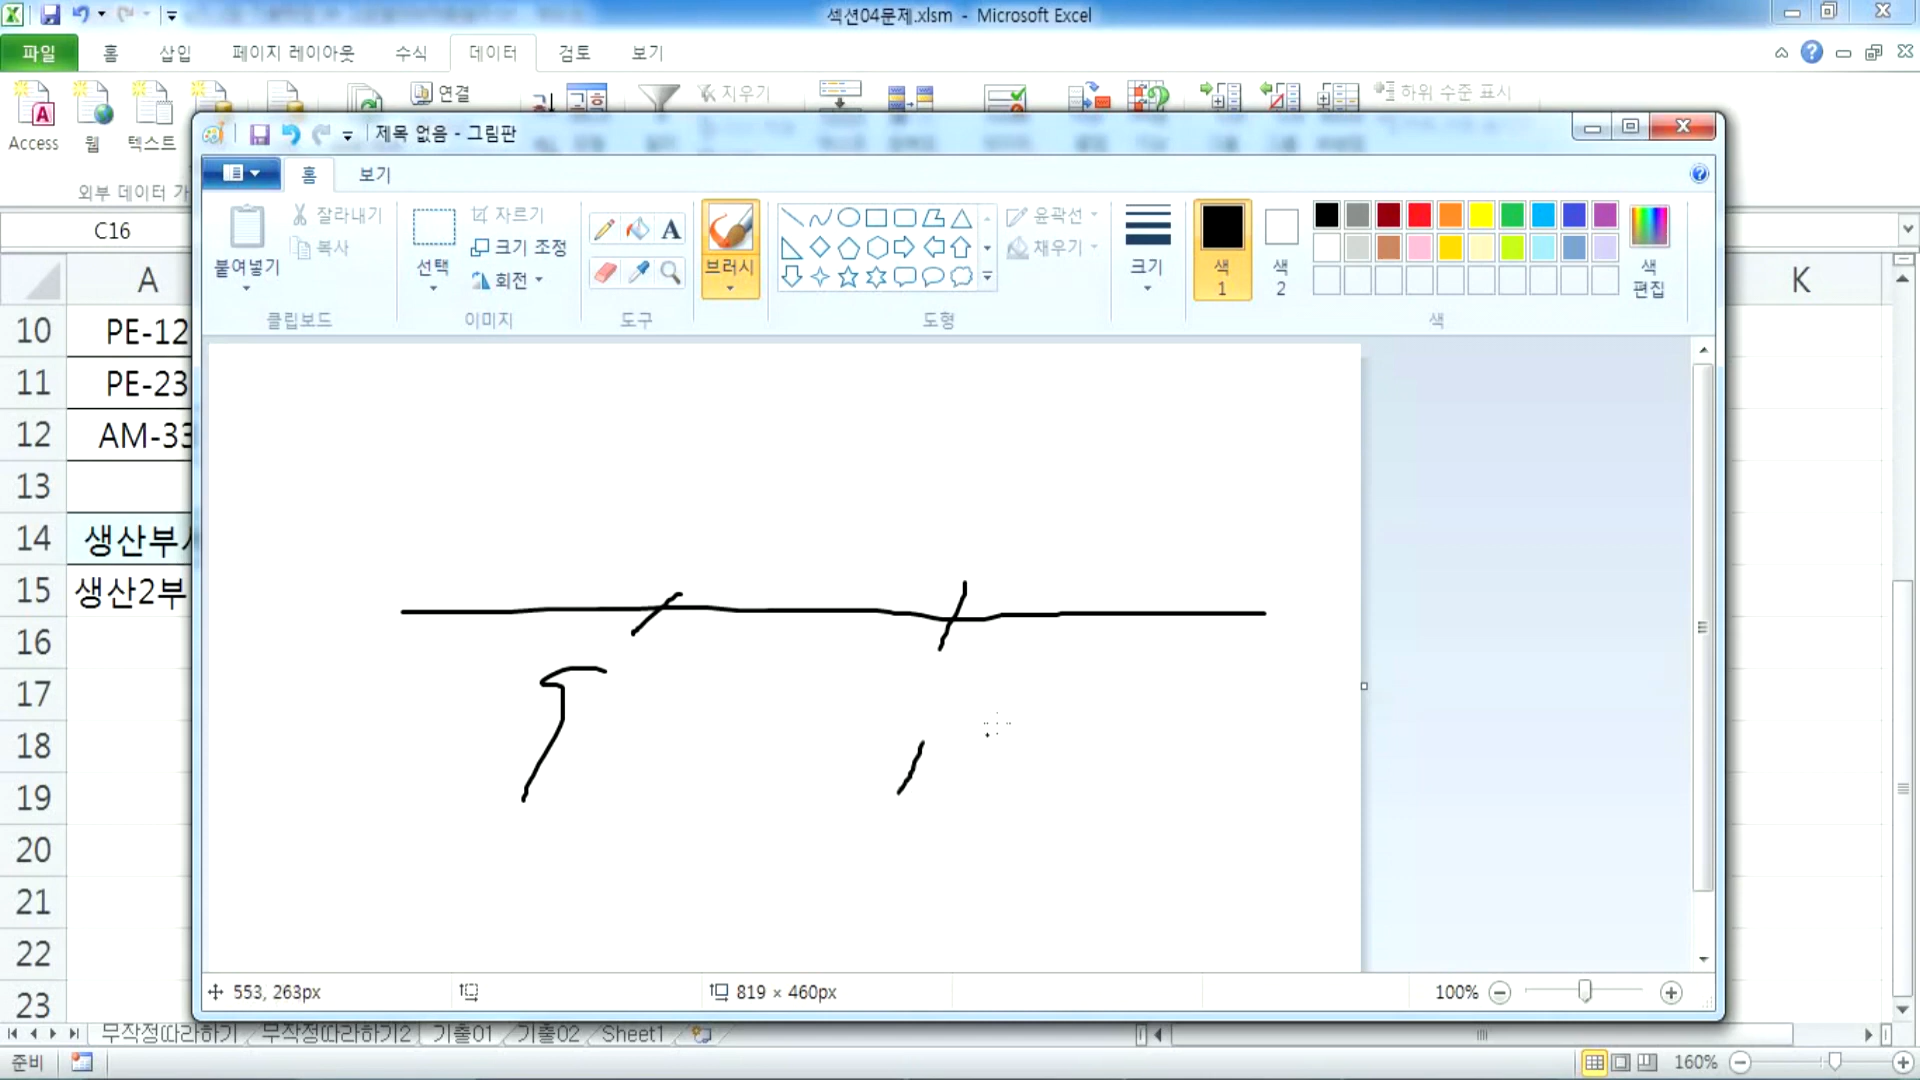 섹션04문제.xlsm - Microsoft Excel
파일 홈 삽입 페이지 레이아웃 수식 데이터 검토 보기
Access 웹 텍스트 연결 지우기 하위 수준 표시
외부 데이터 가
제목 없음 - 그림판
홈 보기
붙여넣기 잘라내기 복사 선택 자르기 크기 조정 회전 A 브러시 윤곽선 채우기 크기 색 1 색 2 색 편집
클립보드 이미지 도구 도형 색
C16
A K
10 PE-12
11 PE-23
12 AM-33
13
14 생산부
15 생산2부
16
17
18
19
20
21
22
23
553, 263px 819 × 460px 100%
무작정따라하기 무작정따라하기2 기출01 기출02 Sheet1
준비 160%